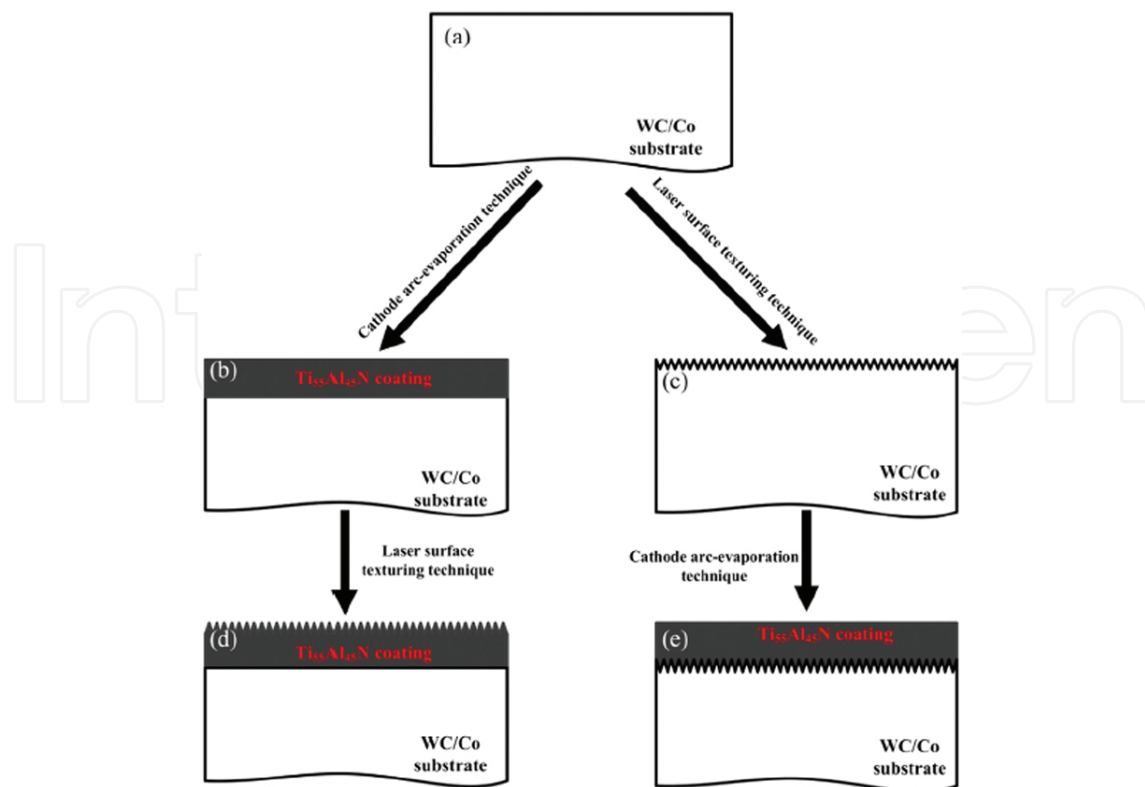 (a)
WC/Co
substrate
Cathode arc-evaporation technique
Laser surface texturing technique
(b)
Ti₅₅Al₄₅N coating
WC/Co
substrate
(c)
WC/Co
substrate
Laser surface
texturing technique
Cathode arc-evaporation
technique
(d)
Ti₅₅Al₄₅N coating
WC/Co
substrate
(e)
Ti₅₅Al₄₅N coating
WC/Co
substrate